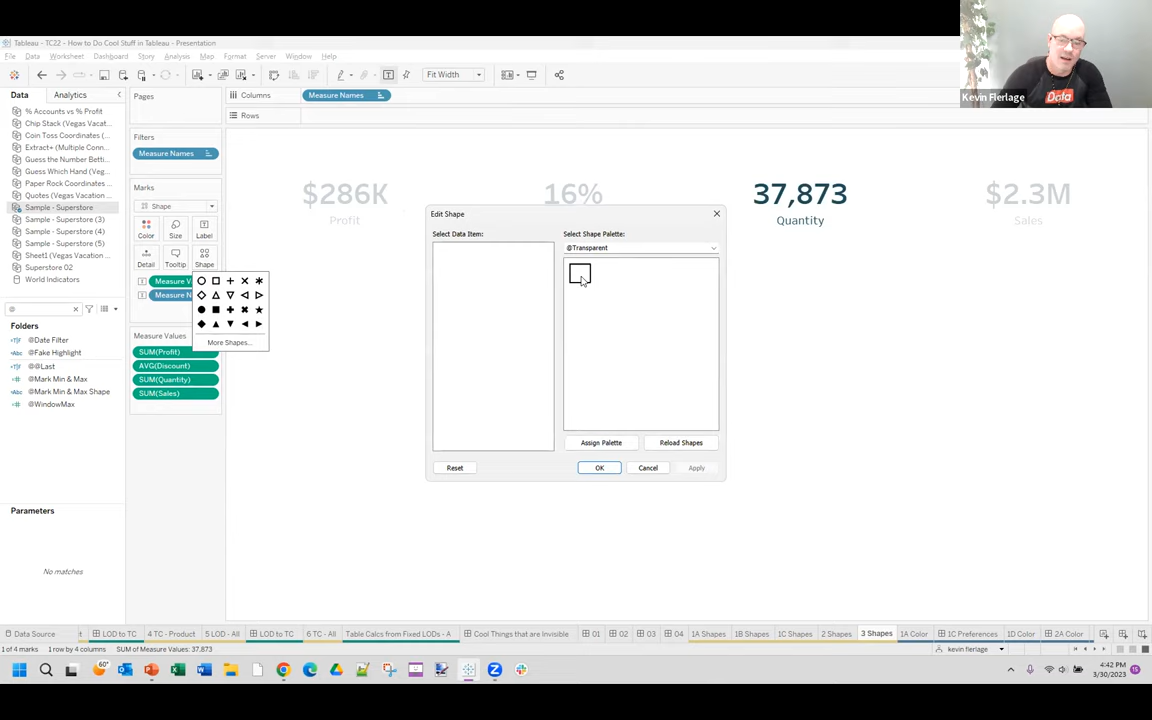 Tableau - TC22 - How to Do Cool Stuff in Tableau - Presentation
File Data Worksheet Dashboard Story Analysis Map Format Server Window Help
Fit Width
Kevin Flerlage
Data
Data Analytics
% Accounts vs % Profit
Chip Stack (Vegas Vacat...
Coin Toss Coordinates (...
Extract+ (Multiple Conn...
Guess the Number Betti...
Guess Which Hand (Veg...
Paper Rock Coordinates ...
Quotes (Vegas Vacation ...
Sample - Superstore
Sample - Superstore (3)
Sample - Superstore (4)
Sample - Superstore (5)
Sheet1 (Vegas Vacation ...
Superstore 02
World Indicators
@
Folders
@Date Filter
@Fake Highlight
@@Last
@Mark Min & Max
@Mark Min & Max Shape
@WindowMax
Parameters
No matches
Pages
Filters
Measure Names
Marks
Shape
Color Size Label
Detail Tooltip Shape
Measure V
Measure N
More Shapes...
Measure Values
SUM(Profit)
AVG(Discount)
SUM(Quantity)
SUM(Sales)
Columns Measure Names
Rows
$286K 16% 37,873 $2.3M
Profit Quantity Sales
Edit Shape
Select Data Item: Select Shape Palette:
@Transparent
Assign Palette Reload Shapes
Reset OK Cancel Apply
Data Source LOD to TC 4 TC - Product 5 LOD - All LOD to TC 6 TC - All Table Calcs from Fixed LODs - A Cool Things that are Invisible 01 02 03 04 1A Shapes 1B Shapes 1C Shapes 2 Shapes 3 Shapes 1A Color 1C Preferences 1D Color 2A Color
1 of 4 marks 1 row by 4 columns SUM of Measure Values: 37,873 kevin flerlage
60°
4:42 PM
3/30/2023
15